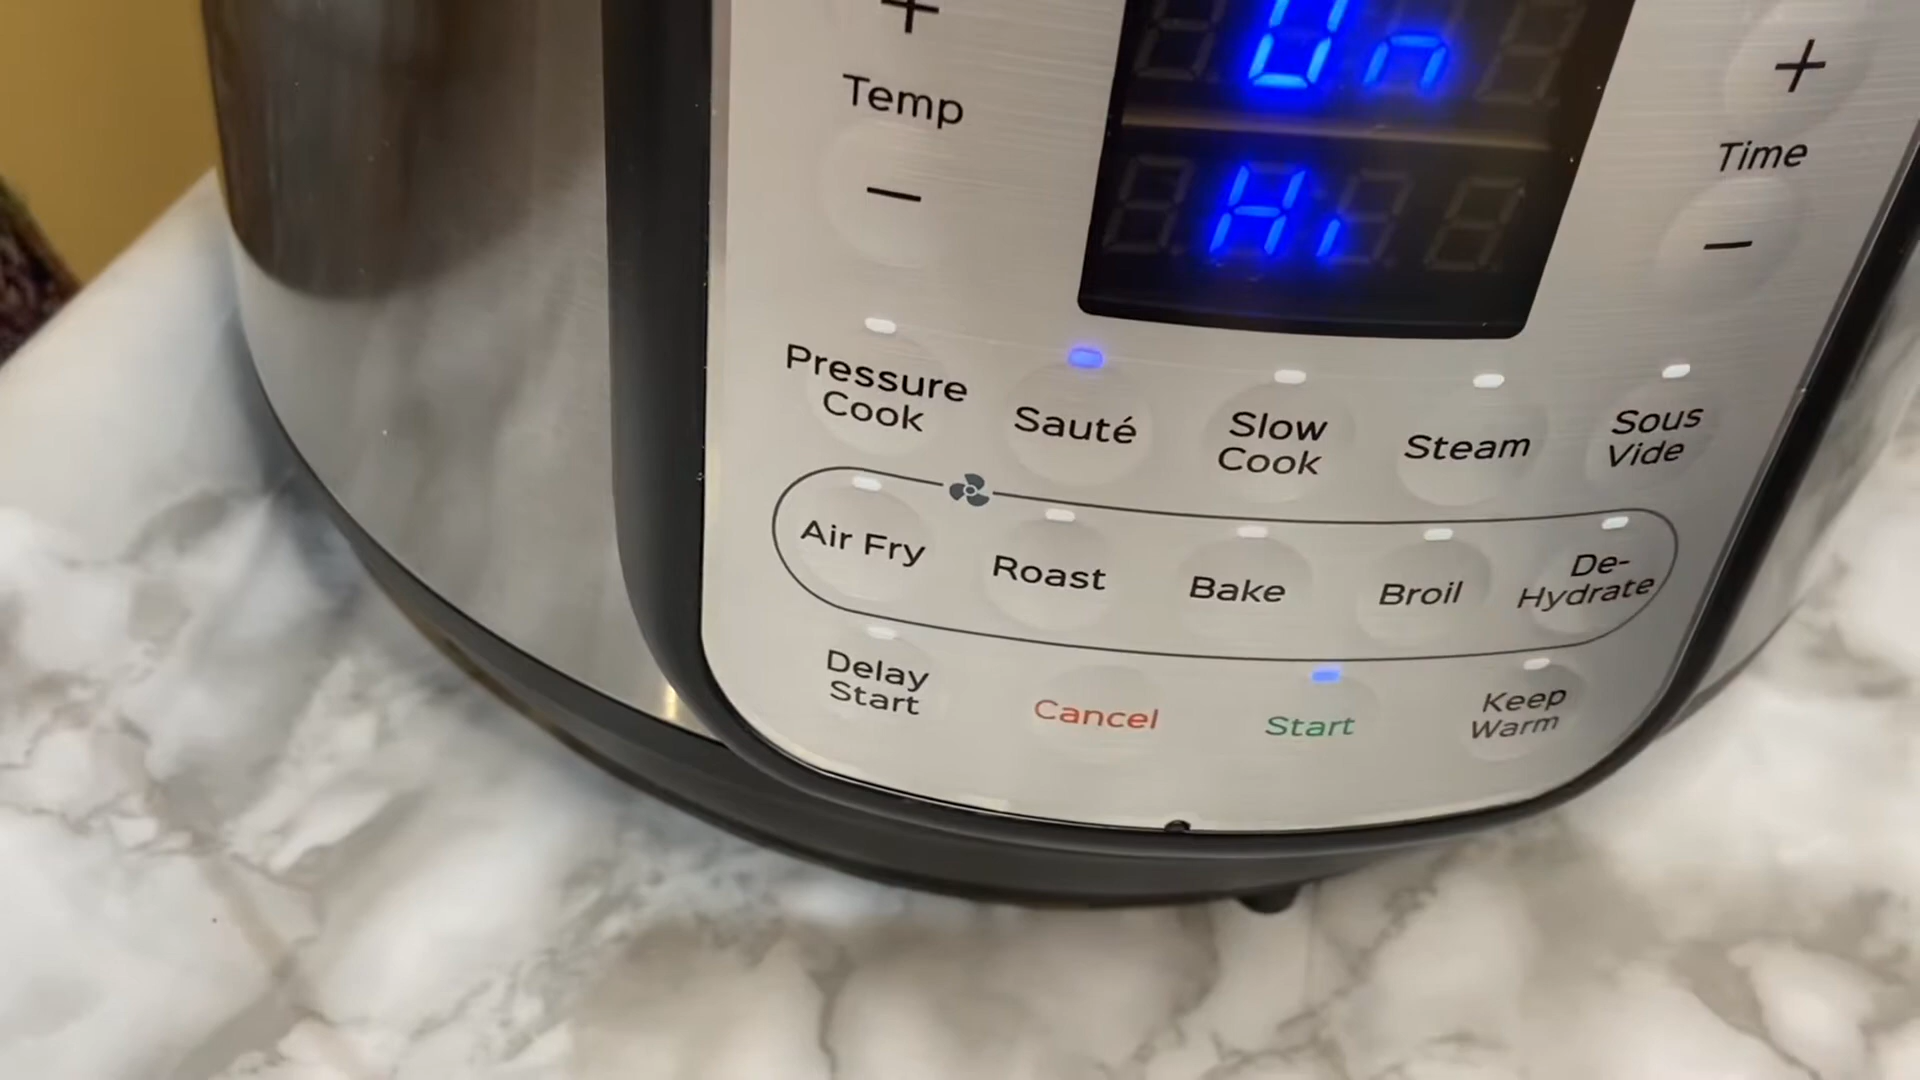 On
Hi
+
Temp
−
+
Time
−
Pressure
Cook
Sauté
Slow
Cook
Steam
Sous
Vide
Air Fry
Roast
Bake
Broil
De-
Hydrate
Delay
Start
Cancel
Start
Keep
Warm